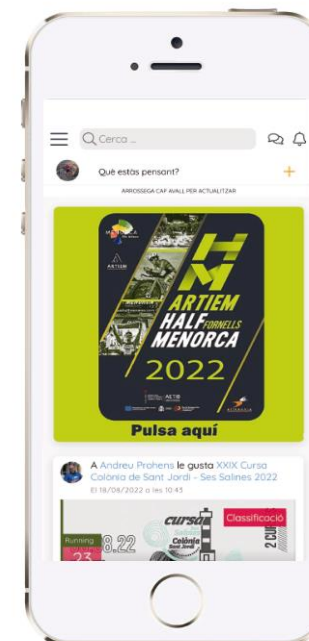 Cerca ...
Què estàs pensant?
+
ARROSSEGA CAP AVALL PER ACTUALITZAR
ARTIEM
HM
ARTIEM
HALF FORNELLS
MENORCA
2022
Pulsa aquí
A Andreu Prohens le gusta XXIX Cursa
Colònia de Sant Jordi - Ses Salines 2022
El 18/08/2022 a les 10:43
Running
23
8.22
cursa
Colònia
Sant Jordi
Classificació
2 CUR